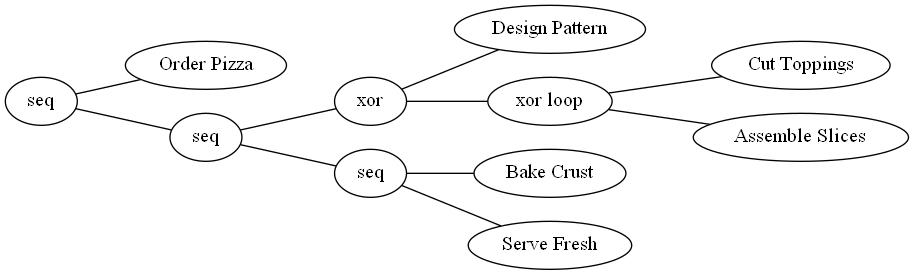 seq
Order Pizza
seq
xor
Design Pattern
xor loop
Cut Toppings
Assemble Slices
seq
Bake Crust
Serve Fresh